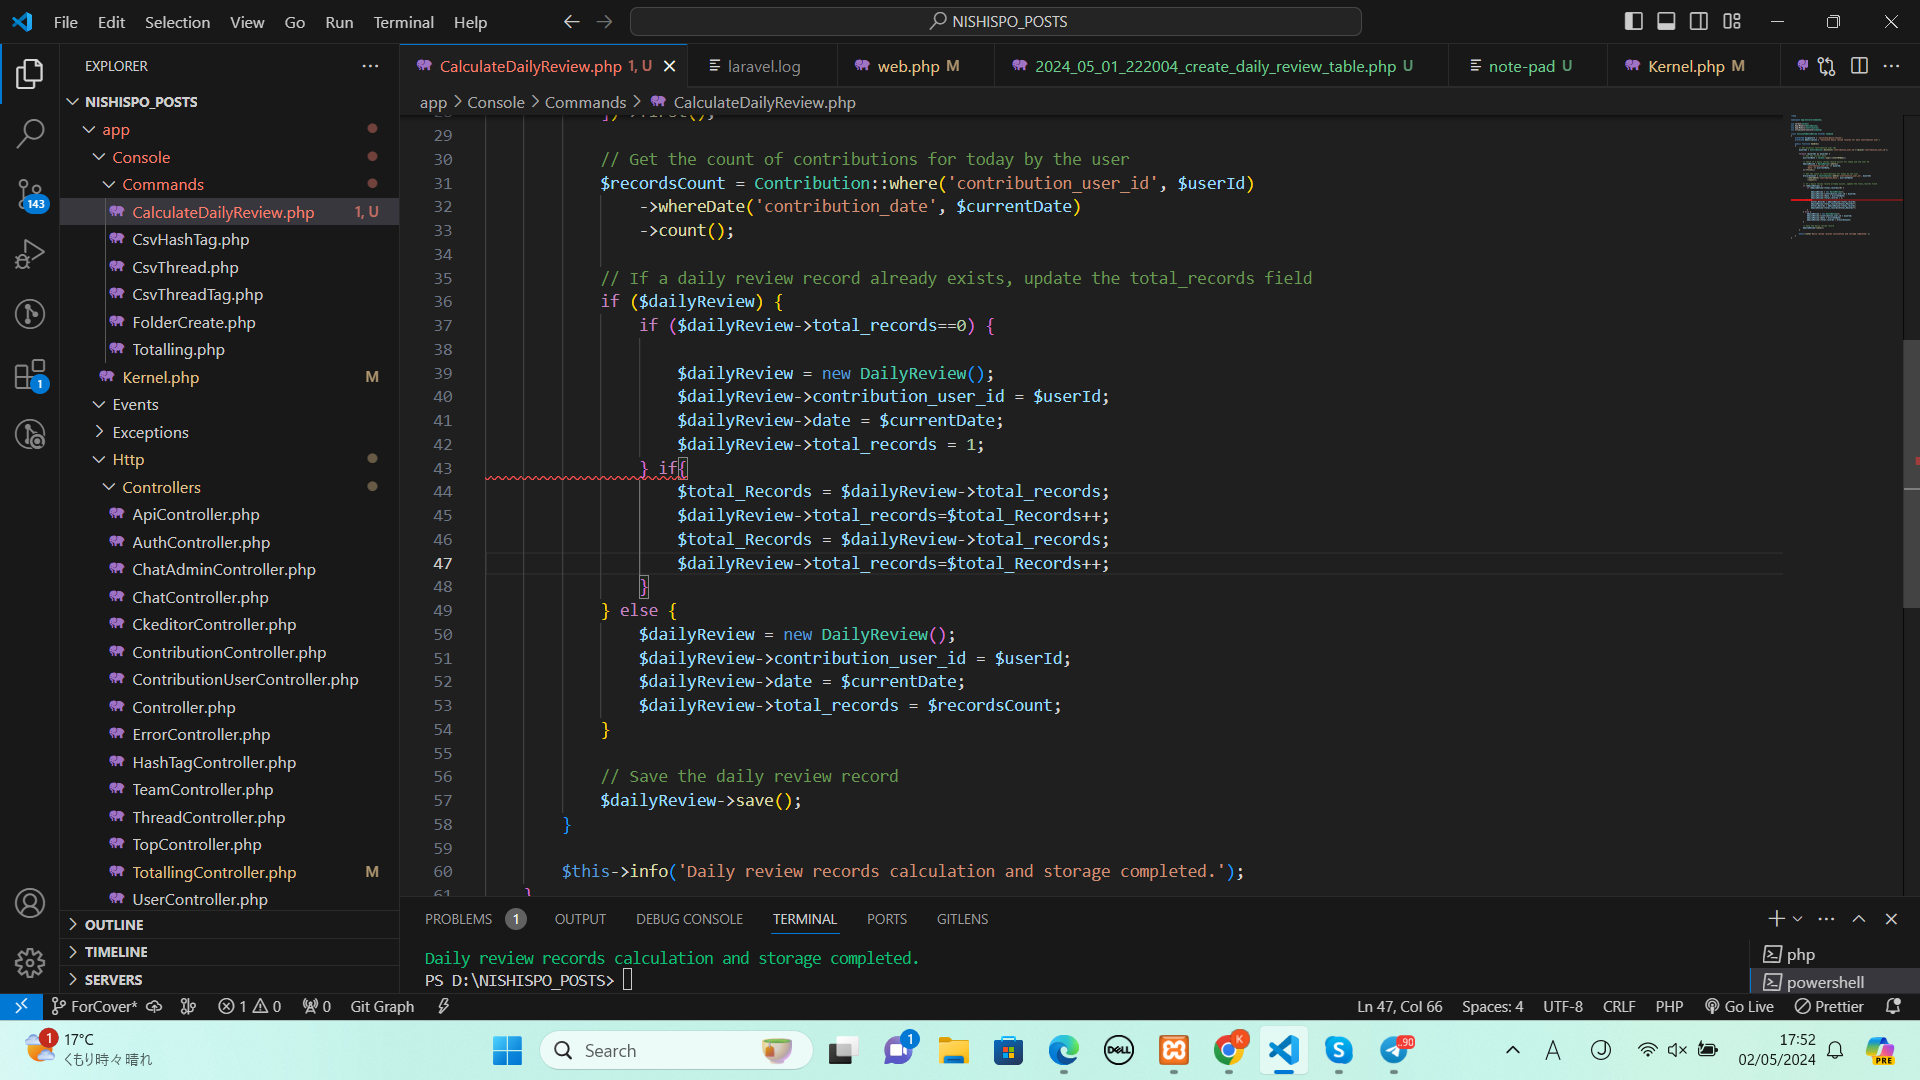 File Edit Selection View Go Run Terminal Help
NISHISPO_POSTS
EXPLORER
NISHISPO_POSTS
app
Console
Commands
CalculateDailyReview.php 1, U
CsvHashTag.php
CsvThread.php
CsvThreadTag.php
FolderCreate.php
Totalling.php
Kernel.php M
Events
Exceptions
Http
Controllers
ApiController.php
AuthController.php
ChatAdminController.php
ChatController.php
CkeditorController.php
ContributionController.php
ContributionUserController.php
Controller.php
ErrorController.php
HashTagController.php
TeamController.php
ThreadController.php
TopController.php
TotallingController.php M
UserController.php
OUTLINE
TIMELINE
SERVERS
143
1
CalculateDailyReview.php 1, U
laravel.log
web.php M
2024_05_01_222004_create_daily_review_table.php U
note-pad U
Kernel.php M
app > Console > Commands > CalculateDailyReview.php
29
30 // Get the count of contributions for today by the user
31 $recordsCount = Contribution::where('contribution_user_id', $userId)
32 ->whereDate('contribution_date', $currentDate)
33 ->count();
34
35 // If a daily review record already exists, update the total_records field
36 if ($dailyReview) {
37 if ($dailyReview->total_records==0) {
38
39 $dailyReview = new DailyReview();
40 $dailyReview->contribution_user_id = $userId;
41 $dailyReview->date = $currentDate;
42 $dailyReview->total_records = 1;
43 } if{
44 $total_Records = $dailyReview->total_records;
45 $dailyReview->total_records=$total_Records++;
46 $total_Records = $dailyReview->total_records;
47 $dailyReview->total_records=$total_Records++;
48 }
49 } else {
50 $dailyReview = new DailyReview();
51 $dailyReview->contribution_user_id = $userId;
52 $dailyReview->date = $currentDate;
53 $dailyReview->total_records = $recordsCount;
54 }
55
56 // Save the daily review record
57 $dailyReview->save();
58 }
59
60 $this->info('Daily review records calculation and storage completed.');
61 }
PROBLEMS 1 OUTPUT DEBUG CONSOLE TERMINAL PORTS GITLENS
Daily review records calculation and storage completed.
PS D:\NISHISPO_POSTS>
php
powershell
ForCover* 1 0 0 Git Graph
Ln 47, Col 66 Spaces: 4 UTF-8 CRLF PHP Go Live Prettier
1
17°C
くもり時々晴れ
Search
1
DELL
K
.90
A
J
17:52
02/05/2024
PRE